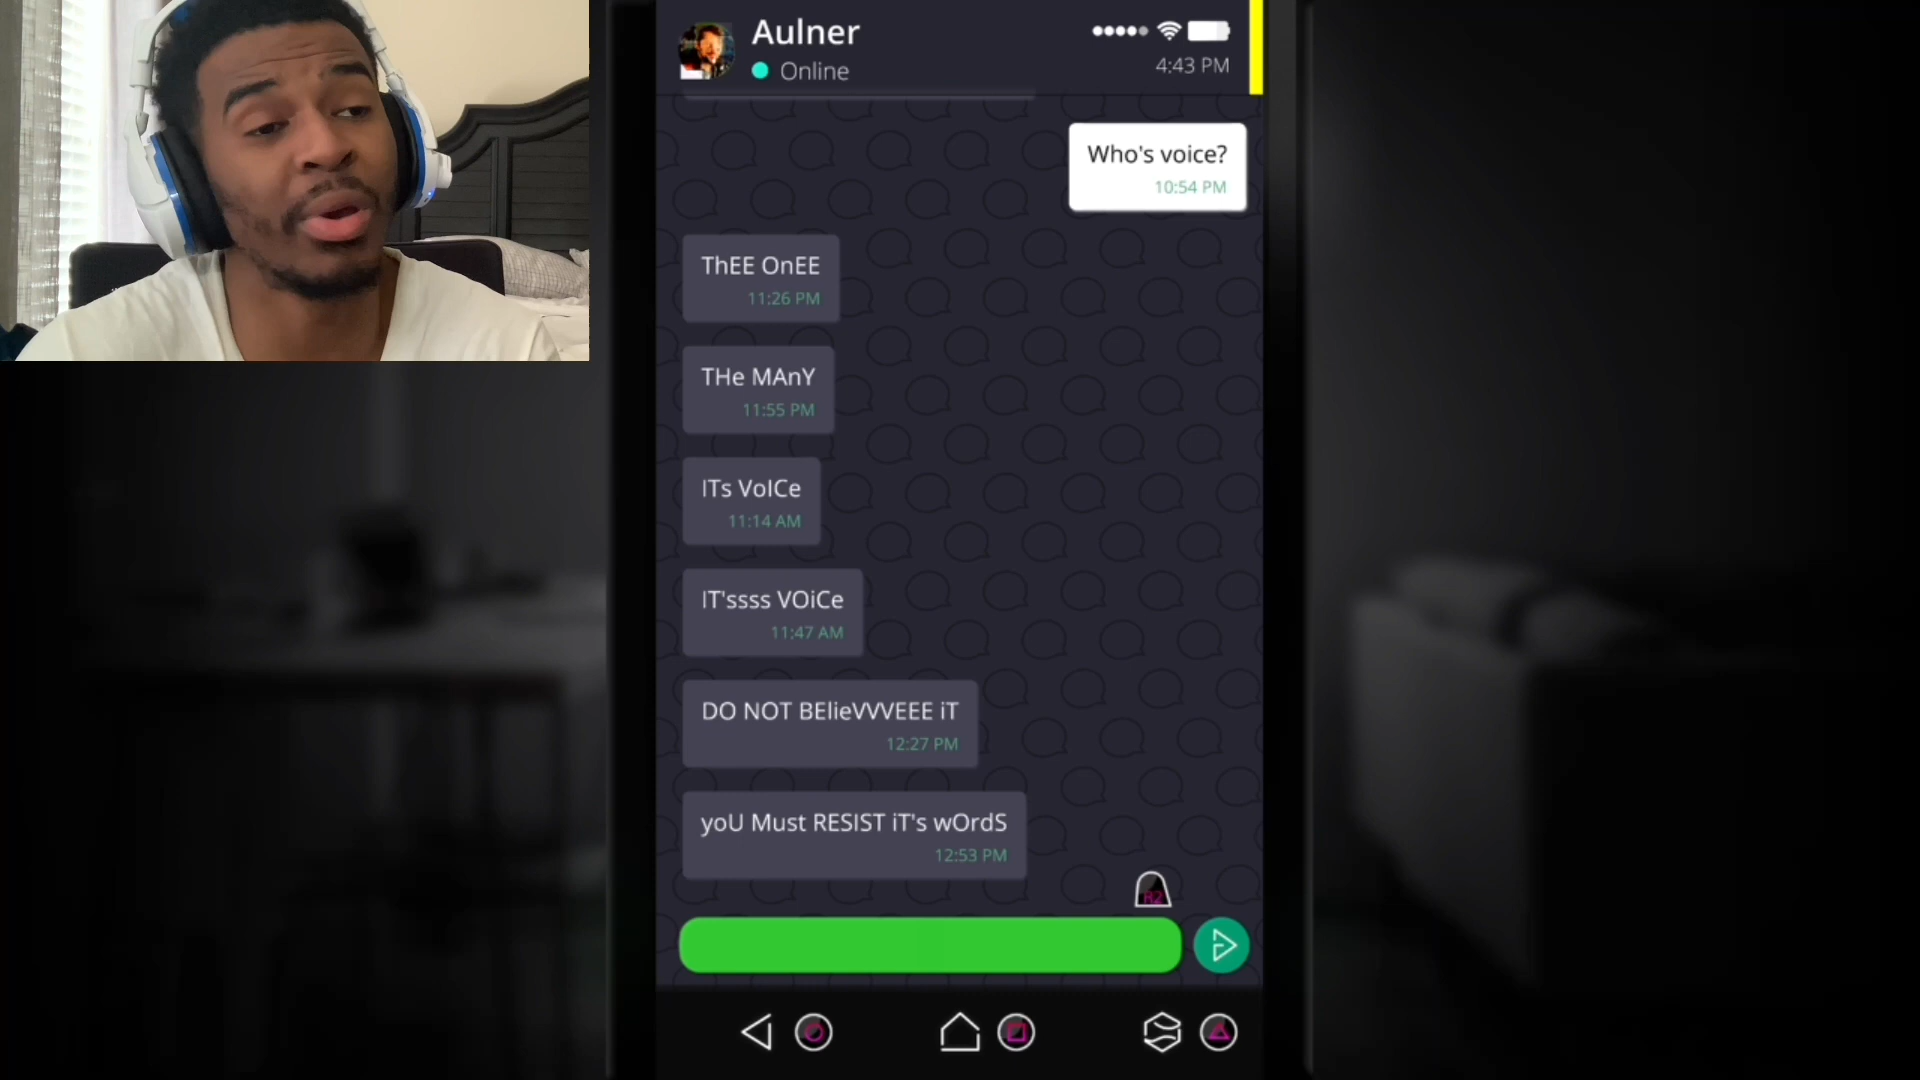 Aulner
Online
4:43 PM
Who's voice?
10:54 PM
ThEE OnEE
11:26 PM
THe MAnY
11:55 PM
ITs VoICe
11:14 AM
IT'ssss VOiCe
11:47 AM
DO NOT BElieVVVEEE iT
12:27 PM
yoU Must RESIST iT's wOrdS
12:53 PM
R2